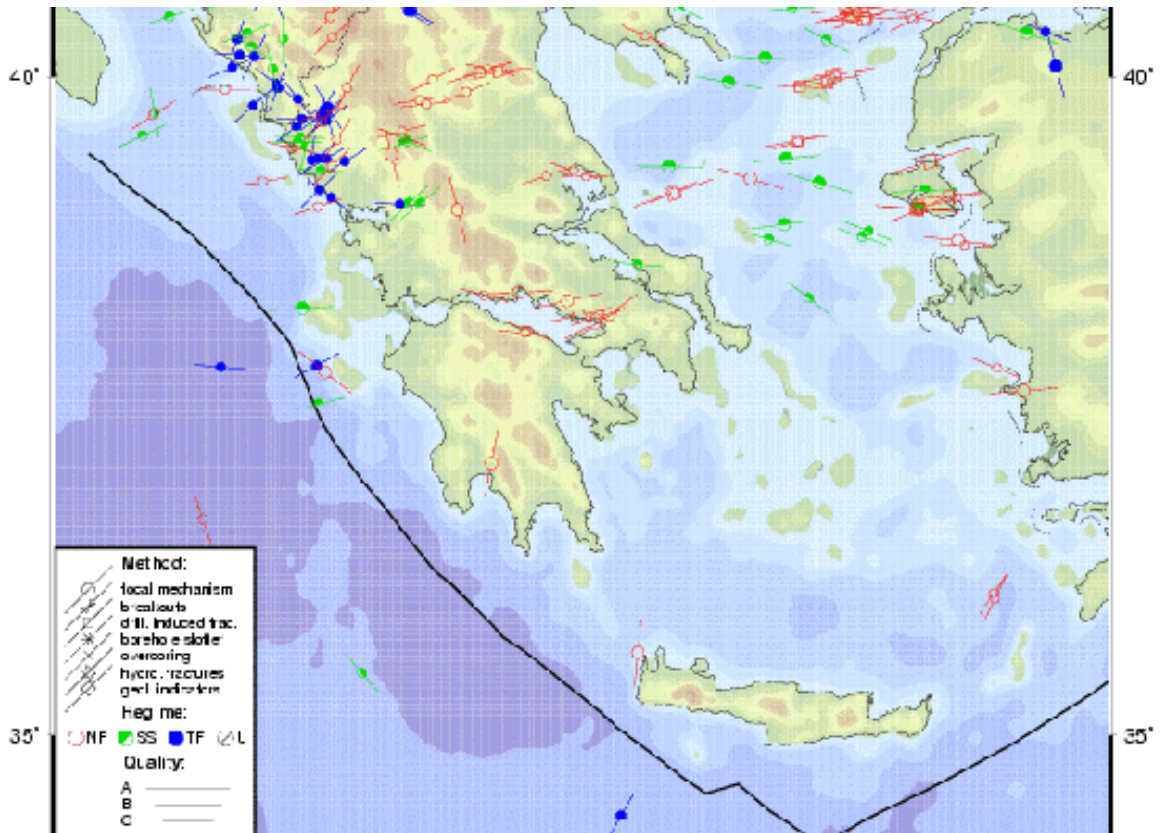 40°
40°
Method:
focal mechanism
breakouts
drill. induced frac.
borehole slotter
overcoring
hydro. fractures
geol. indicators
Regime:
NF SS TF U
Quality:
A
B
C
35°
35°